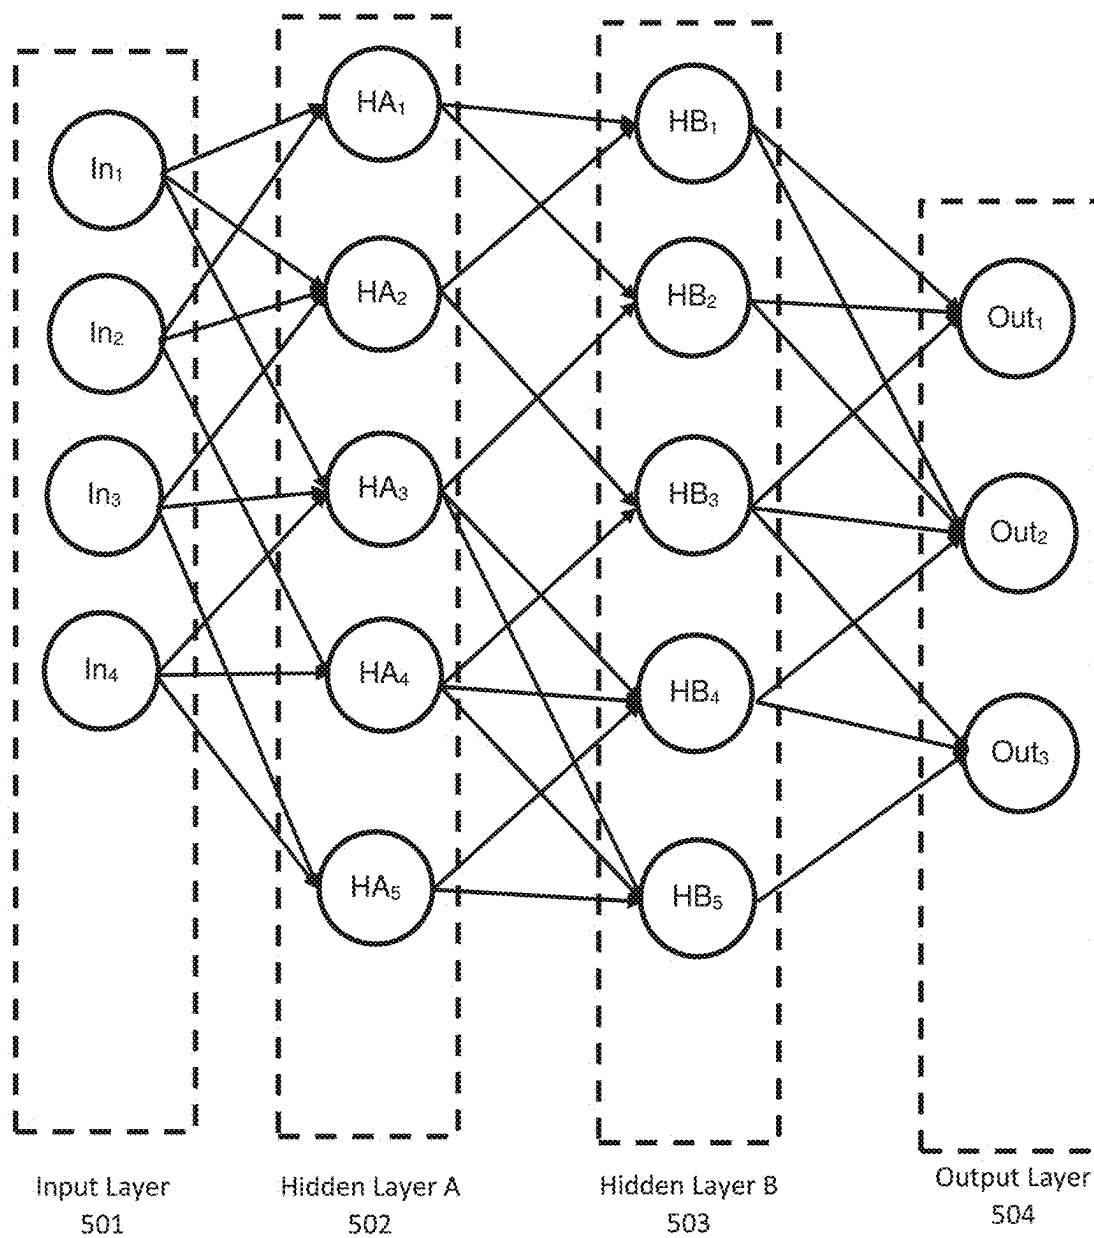 In₁
In₂
In₃
In₄
HA₁
HA₂
HA₃
HA₄
HA₅
HB₁
HB₂
HB₃
HB₄
HB₅
Out₁
Out₂
Out₃
Input Layer
501
Hidden Layer A
502
Hidden Layer B
503
Output Layer
504